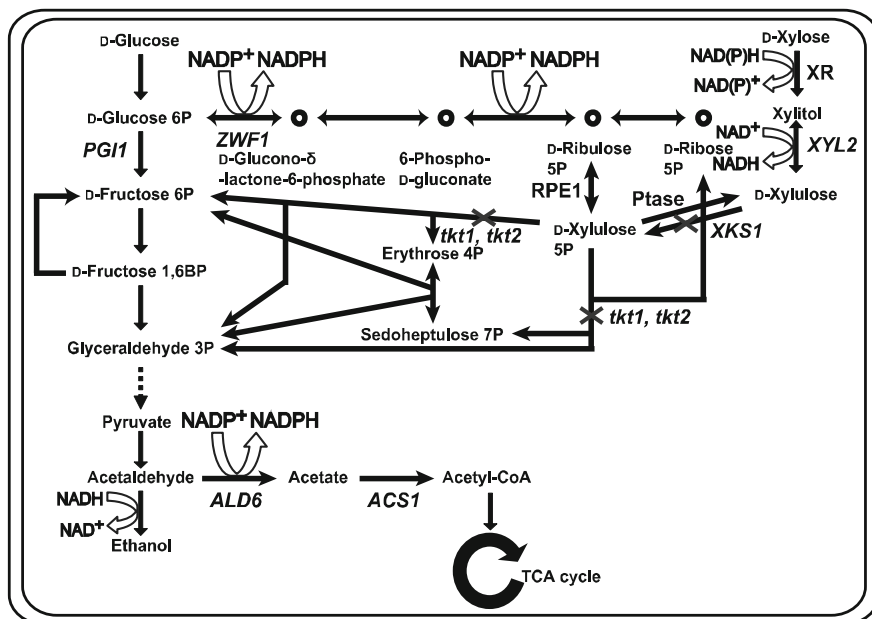 D-Glucose
NADP+ NADPH
NADP+ NADPH
D-Xylose
NAD(P)H
XR
NAD(P)+
D-Glucose 6P
Xylitol
PGI1
ZWF1
NAD+
XYL2
NADH
D-Glucono-δ
-lactone-6-phosphate
6-Phospho-
D-gluconate
D-Ribulose
5P
D-Ribose
5P
RPE1
Ptase
D-Fructose 6P
D-Xylulose
D-Xylulose
5P
XKS1
tkt1, tkt2
Erythrose 4P
D-Fructose 1,6BP
tkt1, tkt2
Sedoheptulose 7P
Glyceraldehyde 3P
Pyruvate
NADP+ NADPH
Acetaldehyde
Acetate
Acetyl-CoA
ALD6
ACS1
NADH
NAD+
Ethanol
TCA cycle